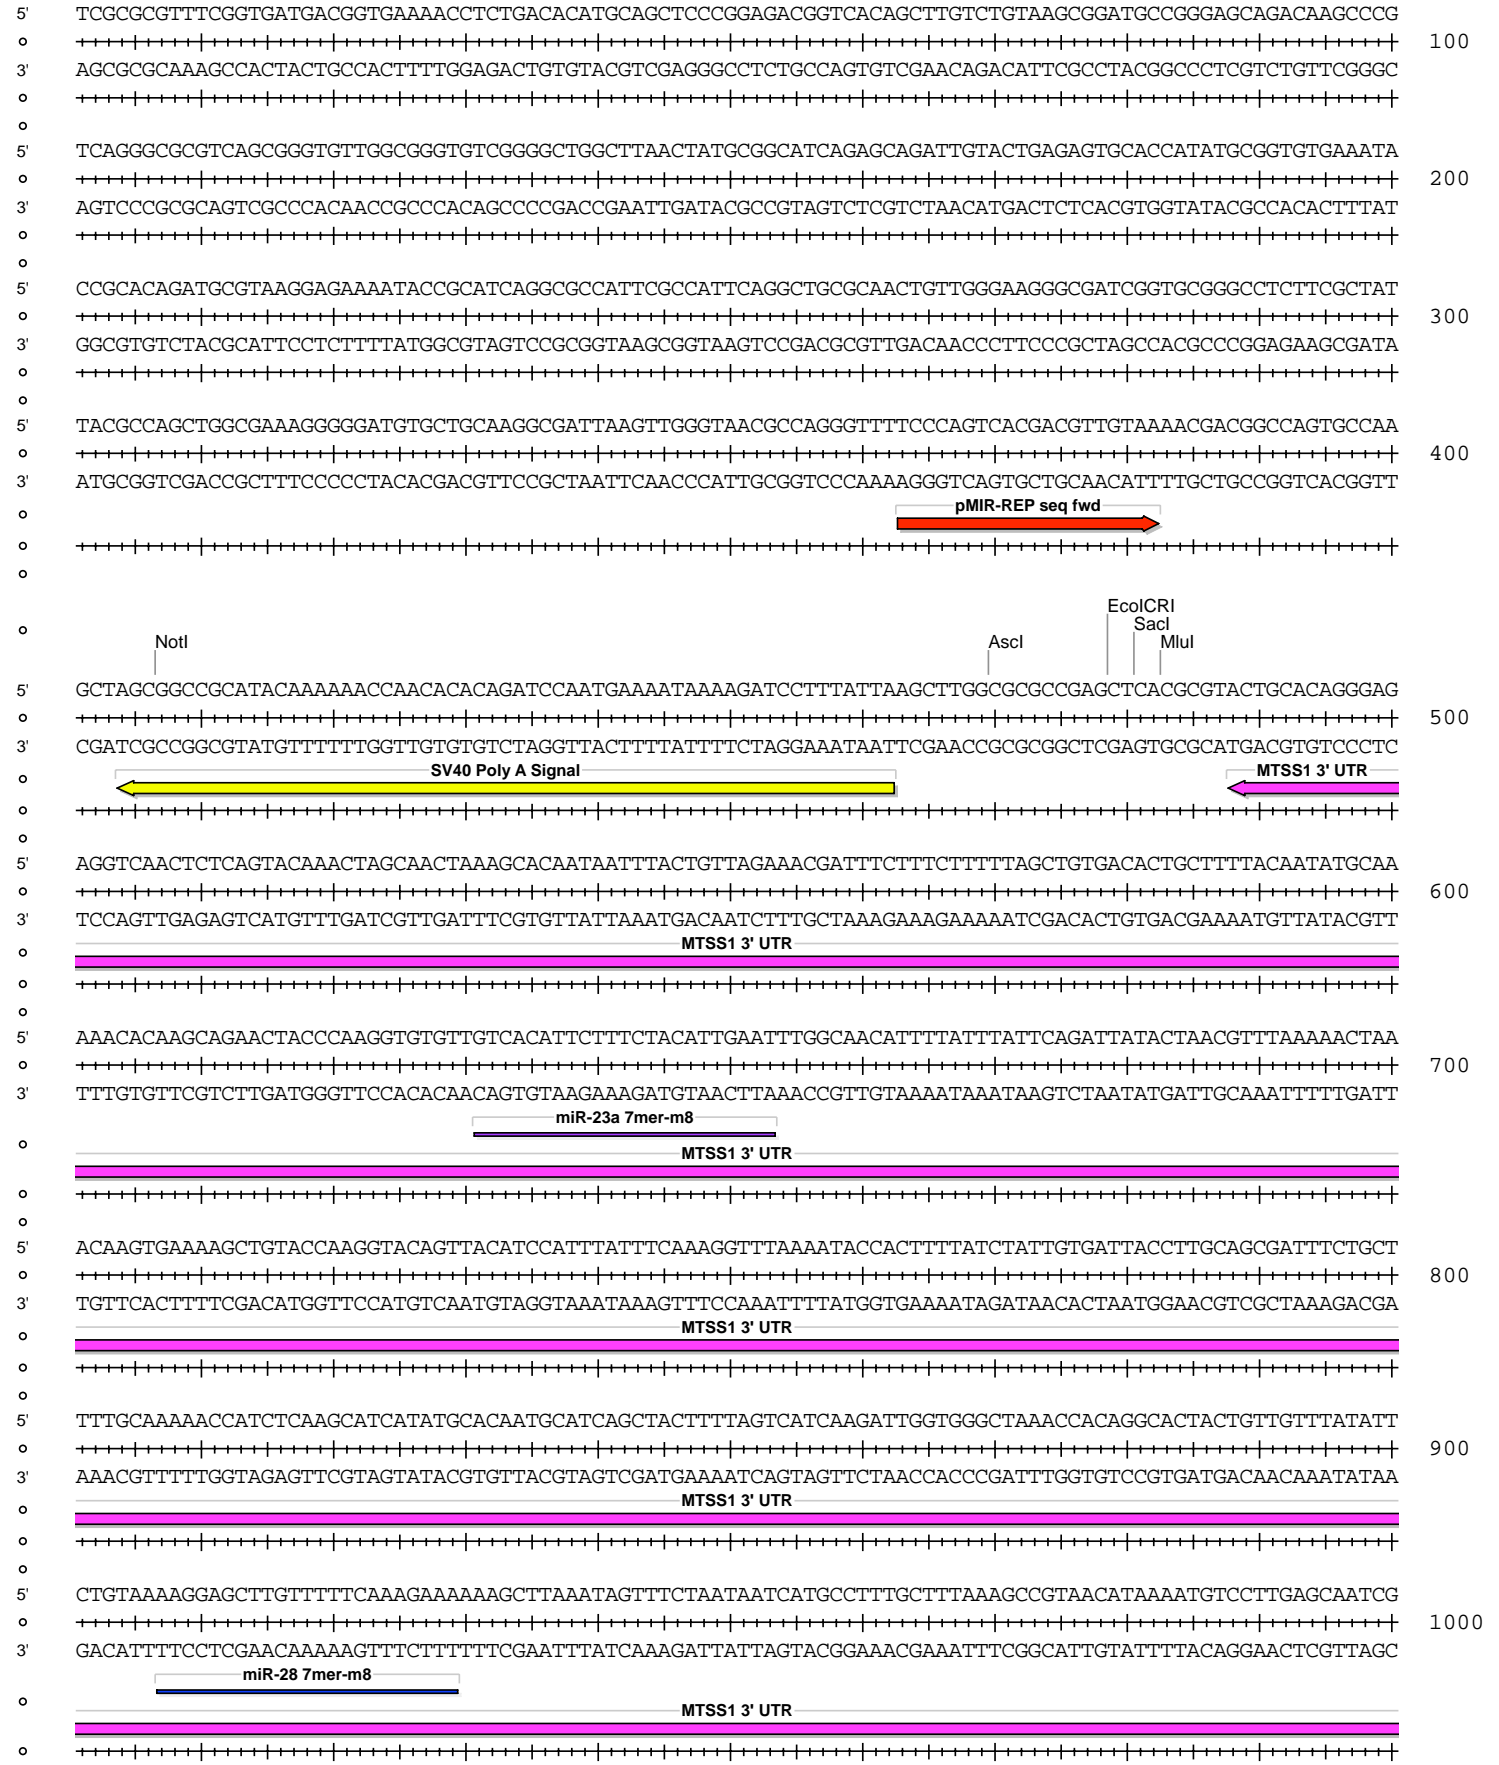 5' TCGCGCGTTTCGGTGATGACGGTGAAAACCTCTGACACATGCAGCTCCCGGAGACGGTCACAGCTTGTCTGTAAGCGGATGCCGGGAGCAGACAAGCCCG
100
3' AGCGCGCAAAGCCACTACTGCCACTTTTGGAGACTGTGTACGTCGAGGGCCTCTGCCAGTGTCGAACAGACATTCGCCTACGGCCCTCGTCTGTTCGGGC
5' TCAGGGCGCGTCAGCGGGTGTTGGCGGGTGTCGGGGCTGGCTTAACTATGCGGCATCAGAGCAGATTGTACTGAGAGTGCACCATATGCGGTGTGAAATA
200
3' AGTCCCGCGCAGTCGCCCACAACCGCCCACAGCCCCGACCGAATTGATACGCCGTAGTCTCGTCTAACATGACTCTCACGTGGTATACGCCACACTTTAT
5' CCGCACAGATGCGTAAGGAGAAAATACCGCATCAGGCGCCATTCGCCATTCAGGCTGCGCAACTGTTGGGAAGGGCGATCGGTGCGGGCCTCTTCGCTAT
300
3' GGCGTGTCTACGCATTCCTCTTTTATGGCGTAGTCCGCGGTAAGCGGTAAGTCCGACGCGTTGACAACCCTTCCCGCTAGCCACGCCCGGAGAAGCGATA
5' TACGCCAGCTGGCGAAAGGGGGATGTGCTGCAAGGCGATTAAGTTGGGTAACGCCAGGGTTTTCCCAGTCACGACGTTGTAAAACGACGGCCAGTGCCAA
400
3' ATGCGGTCGACCGCTTTCCCCCTACACGACGTTCCGCTAATTCAACCCATTGCGGTCCCAAAAGGGTCAGTGCTGCAACATTTTGCTGCCGGTCACGGTT
pMIR-REP seq fwd
EcoICRI
SacI
NotI AscI MluI
5' GCTAGCGGCCGCATACAAAAAACCAACACACAGATCCAATGAAAATAAAAGATCCTTTATTAAGCTTGGCGCGCCGAGCTCACGCGTACTGCACAGGGAG
500
3' CGATCGCCGGCGTATGTTTTTTGGTTGTGTGTCTAGGTTACTTTTATTTTCTAGGAAATAATTCGAACCGCGCGGCTCGAGTGCGCATGACGTGTCCCTC
SV40 Poly A Signal MTSS1 3' UTR
5' AGGTCAACTCTCAGTACAAACTAGCAACTAAAGCACAATAATTTACTGTTAGAAACGATTTCTTTCTTTTTAGCTGTGACACTGCTTTTACAATATGCAA
600
3' TCCAGTTGAGAGTCATGTTTGATCGTTGATTTCGTGTTATTAAATGACAATCTTTGCTAAAGAAAGAAAAATCGACACTGTGACGAAAATGTTATACGTT
MTSS1 3' UTR
5' AAACACAAGCAGAACTACCCAAGGTGTGTTGTCACATTCTTTCTACATTGAATTTGGCAACATTTTATTTATTCAGATTATACTAACGTTTAAAAACTAA
700
3' TTTGTGTTCGTCTTGATGGGTTCCACACAACAGTGTAAGAAAGATGTAACTTAAACCGTTGTAAAATAAATAAGTCTAATATGATTGCAAATTTTTGATT
miR-23a 7mer-m8
MTSS1 3' UTR
5' ACAAGTGAAAAGCTGTACCAAGGTACAGTTACATCCATTTATTTCAAAGGTTTAAAATACCACTTTTATCTATTGTGATTACCTTGCAGCGATTTCTGCT
800
3' TGTTCACTTTTCGACATGGTTCCATGTCAATGTAGGTAAATAAAGTTTCCAAATTTTATGGTGAAAATAGATAACACTAATGGAACGTCGCTAAAGACGA
MTSS1 3' UTR
5' TTTGCAAAAACCATCTCAAGCATCATATGCACAATGCATCAGCTACTTTTAGTCATCAAGATTGGTGGGCTAAACCACAGGCACTACTGTTGTTTATATT
900
3' AAACGTTTTTGGTAGAGTTCGTAGTATACGTGTTACGTAGTCGATGAAAATCAGTAGTTCTAACCACCCGATTTGGTGTCCGTGATGACAACAAATATAA
MTSS1 3' UTR
5' CTGTAAAAGGAGCTTGTTTTTCAAAGAAAAAAGCTTAAATAGTTTCTAATAATCATGCCTTTGCTTTAAAGCCGTAACATAAAATGTCCTTGAGCAATCG
1000
3' GACATTTTCCTCGAACAAAAAGTTTCTTTTTTCGAATTTATCAAAGATTATTAGTACGGAAACGAAATTTCGGCATTGTATTTTACAGGAACTCGTTAGC
miR-28 7mer-m8
MTSS1 3' UTR